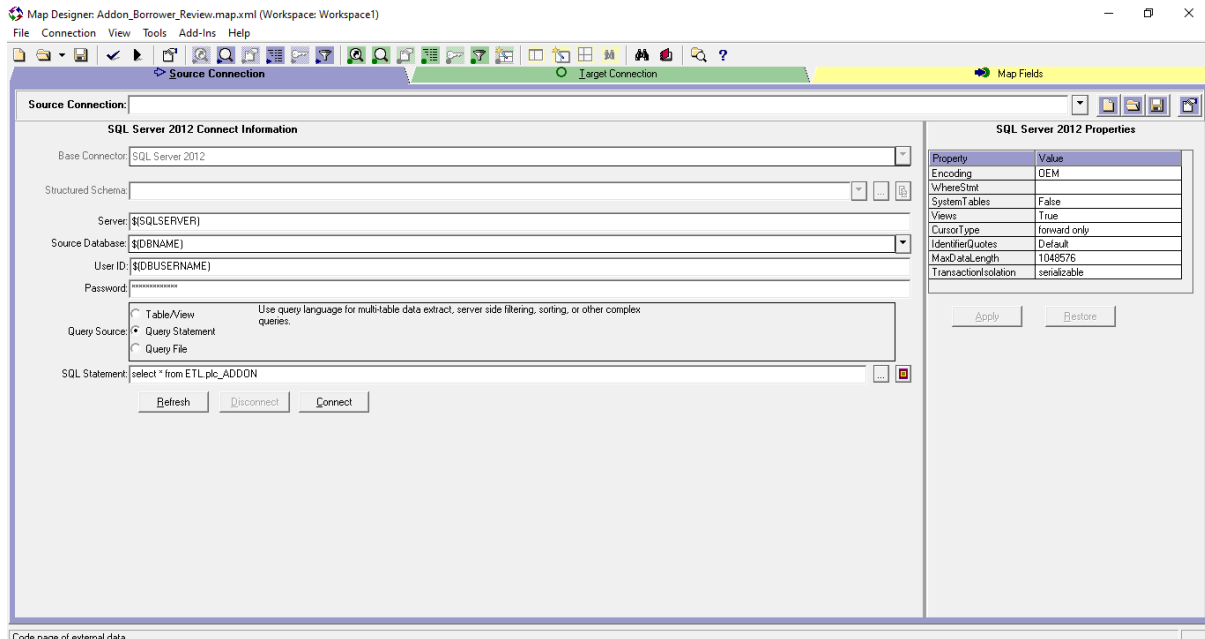 Map Designer: Addon_Borrower_Review.map.xml (Workspace: Workspace1)
File Connection View Tools Add-Ins Help
Source Connection
Target Connection
Map Fields
Source Connection:
SQL Server 2012 Connect Information
Base Connector: SQL Server 2012
Structured Schema:
Server: $(SQLSERVER)
Source Database: $(DBNAME)
User ID: $(DBUSERNAME)
Password: *************
Query Source:
Table/View
Query Statement
Query File
Use query language for multi-table data extract, server side filtering, sorting, or other complex
queries.
SQL Statement: select * from ETL.plc_ADDON
...
Refresh Disconnect Connect
SQL Server 2012 Properties
Property Value
Encoding OEM
WhereStmt
SystemTables False
Views True
CursorType forward only
IdentifierQuotes Default
MaxDataLength 1048576
TransactionIsolation serializable
Apply Restore
Code page of external data